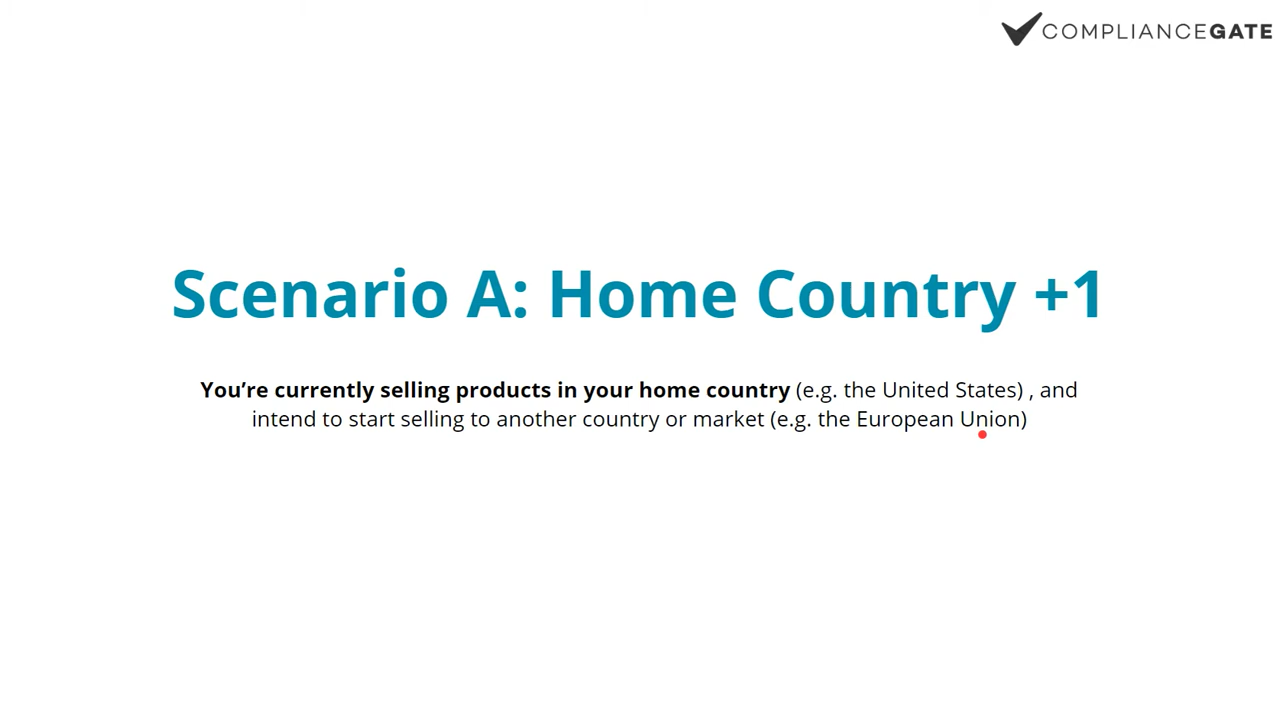 COMPLIANCEGATE
Scenario A: Home Country +1
You’re currently selling products in your home country (e.g. the United States) , and
intend to start selling to another country or market (e.g. the European Union)